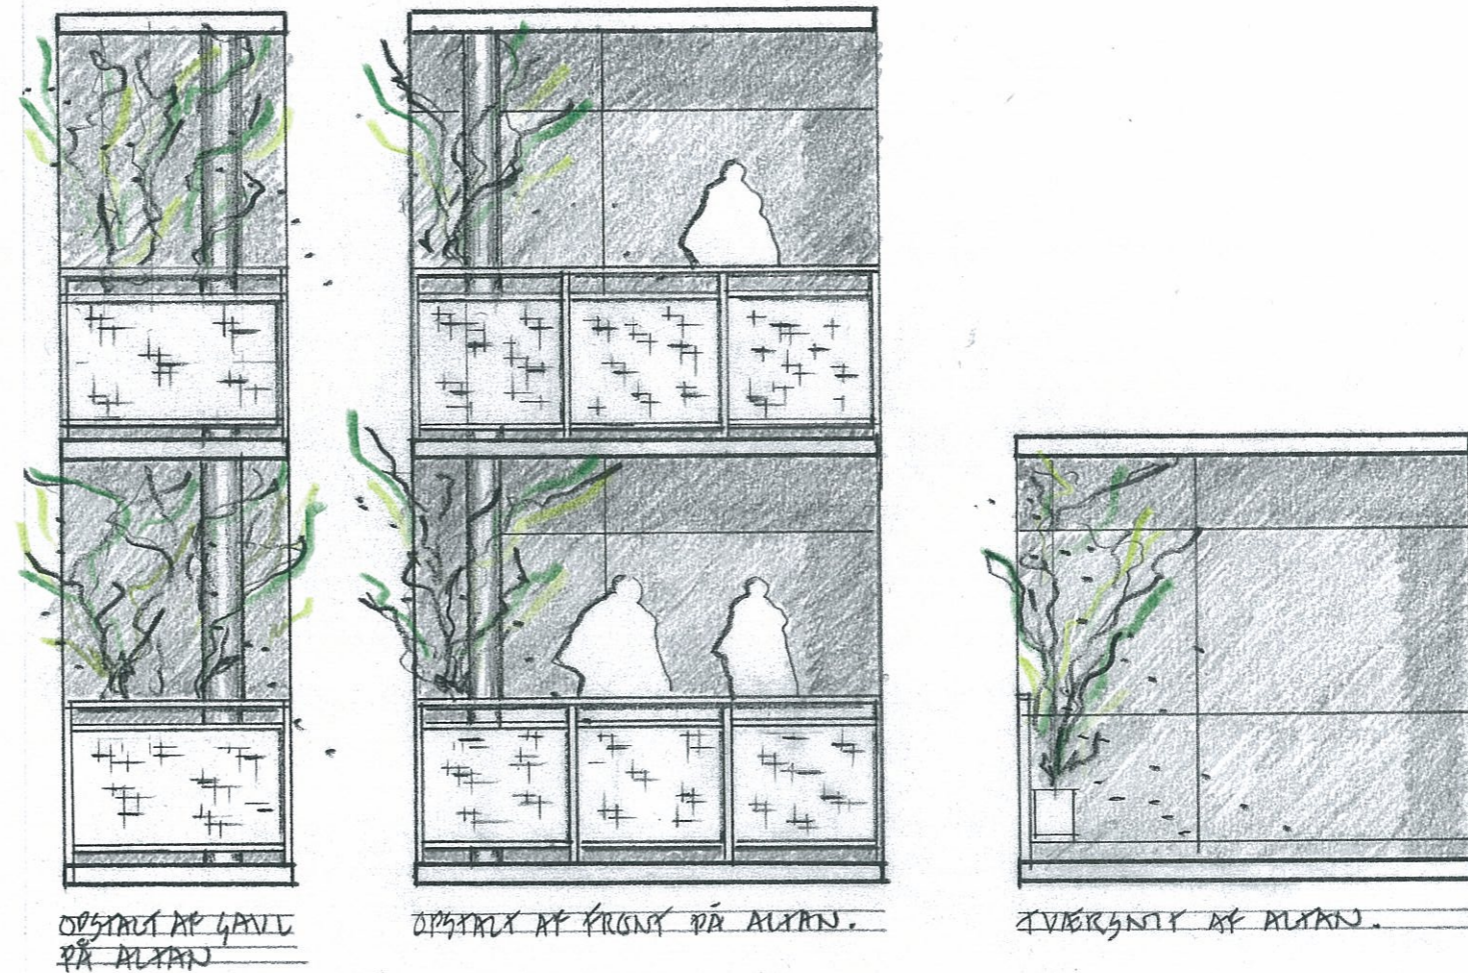 OPSTALT AF GAVL
PÅ ALTAN
OPSTALT AF FRONT PÅ ALTAN.
TVÆRSNIT AF ALTAN.